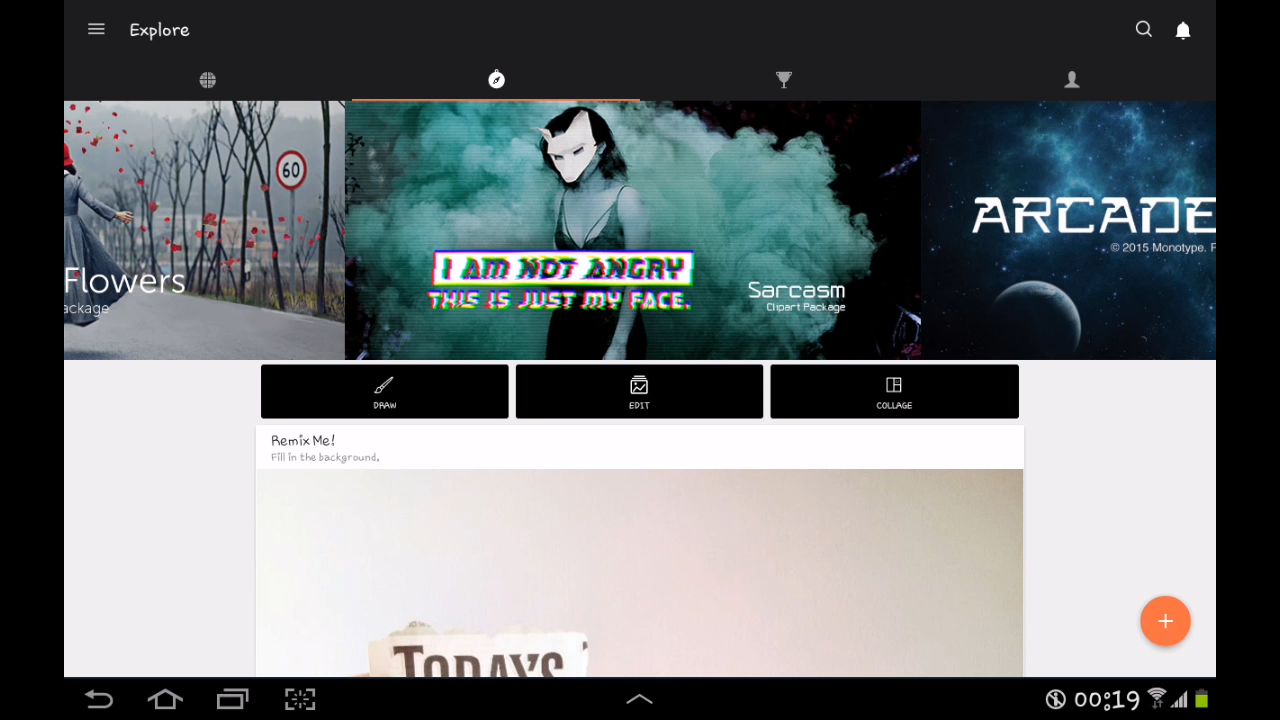 Explore
60
Flowers
ackage
I AM NOT ANGRY
THIS IS JUST MY FACE.
Sarcasm
Clipart Package
ARCADE
© 2015 Monotype.
DRAW
EDIT
COLLAGE
Remix Me!
Fill in the background.
TODAYS
00:19